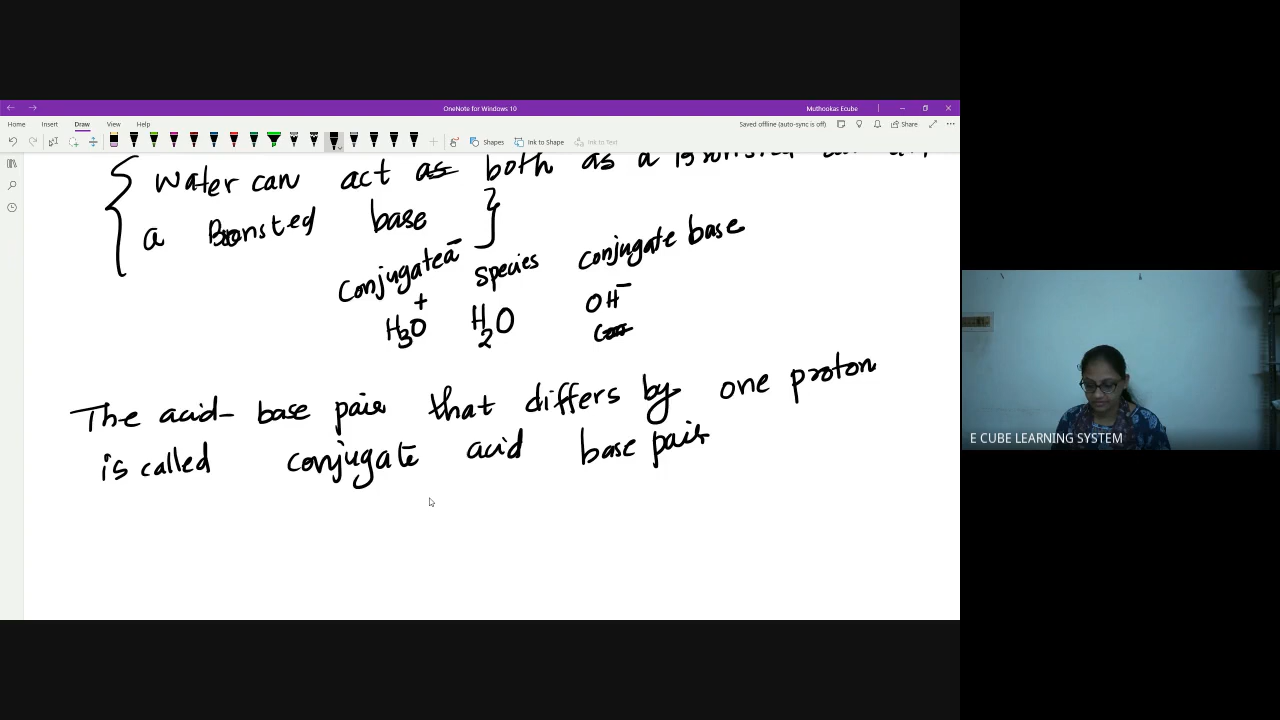 OneNote for Windows 10
Muthookas Ecube
Home Insert Draw View Help
Saved offline (auto-sync is off)
Share
Shapes
Ink to Shape
Ink to Text
Water can act as both as a Bronsted
a Bronsted base
Conjugate a Species Conjugate base
H3O+ H2O OH-
The acid- base pair that differs by one proton
is called conjugate acid base pair
E CUBE LEARNING SYSTEM